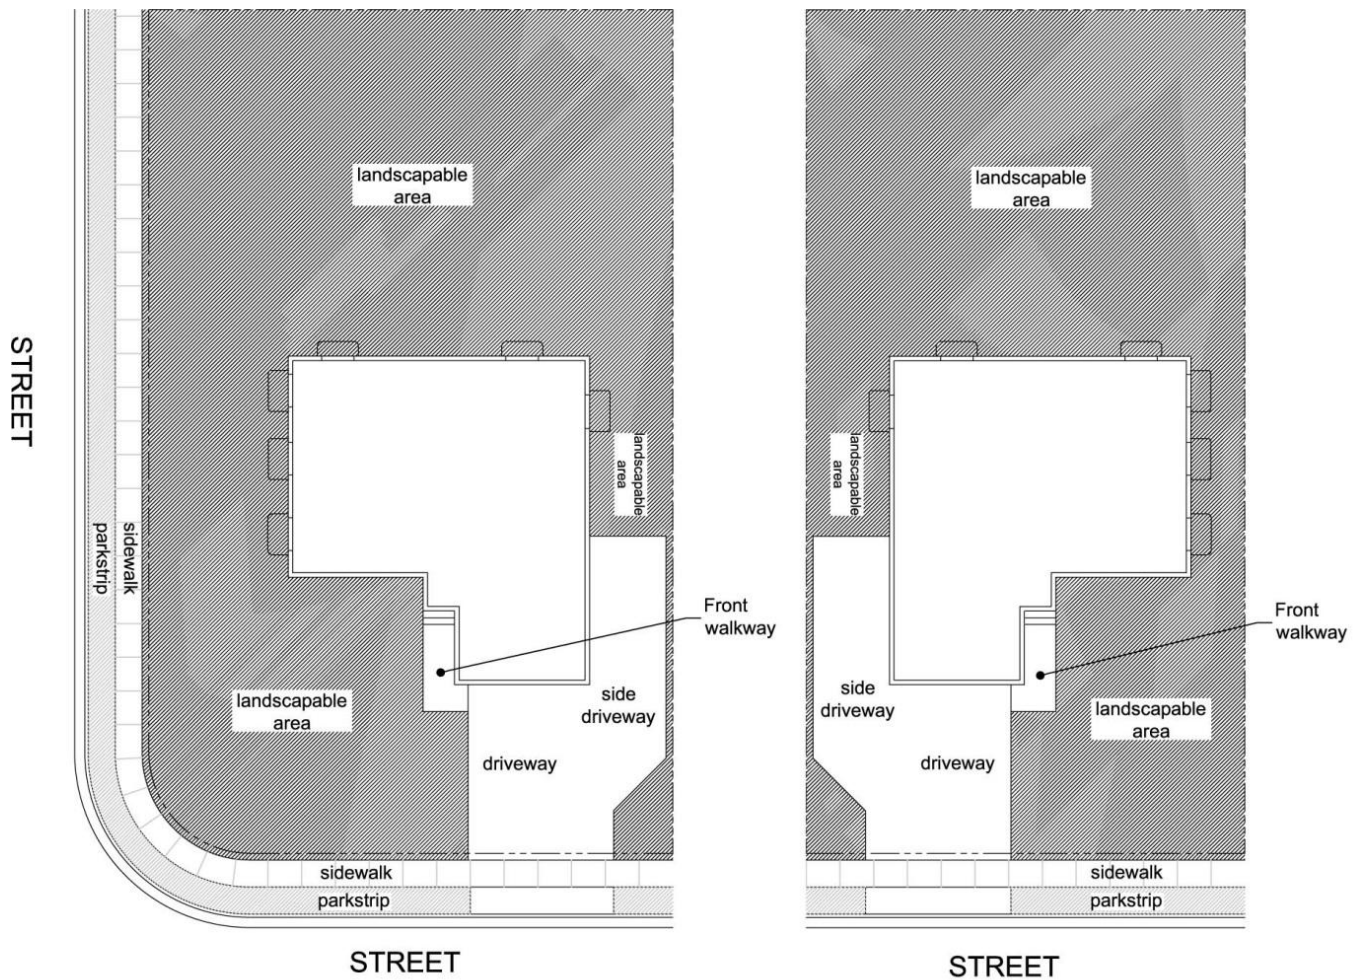 landscapable
area
landscapable
area
STREET
landscapable
area
landscapable
area
sidewalk
parkstrip
Front
walkway
Front
walkway
landscapable
area
side
driveway
side
driveway
landscapable
area
driveway
driveway
sidewalk
sidewalk
parkstrip
parkstrip
STREET
STREET